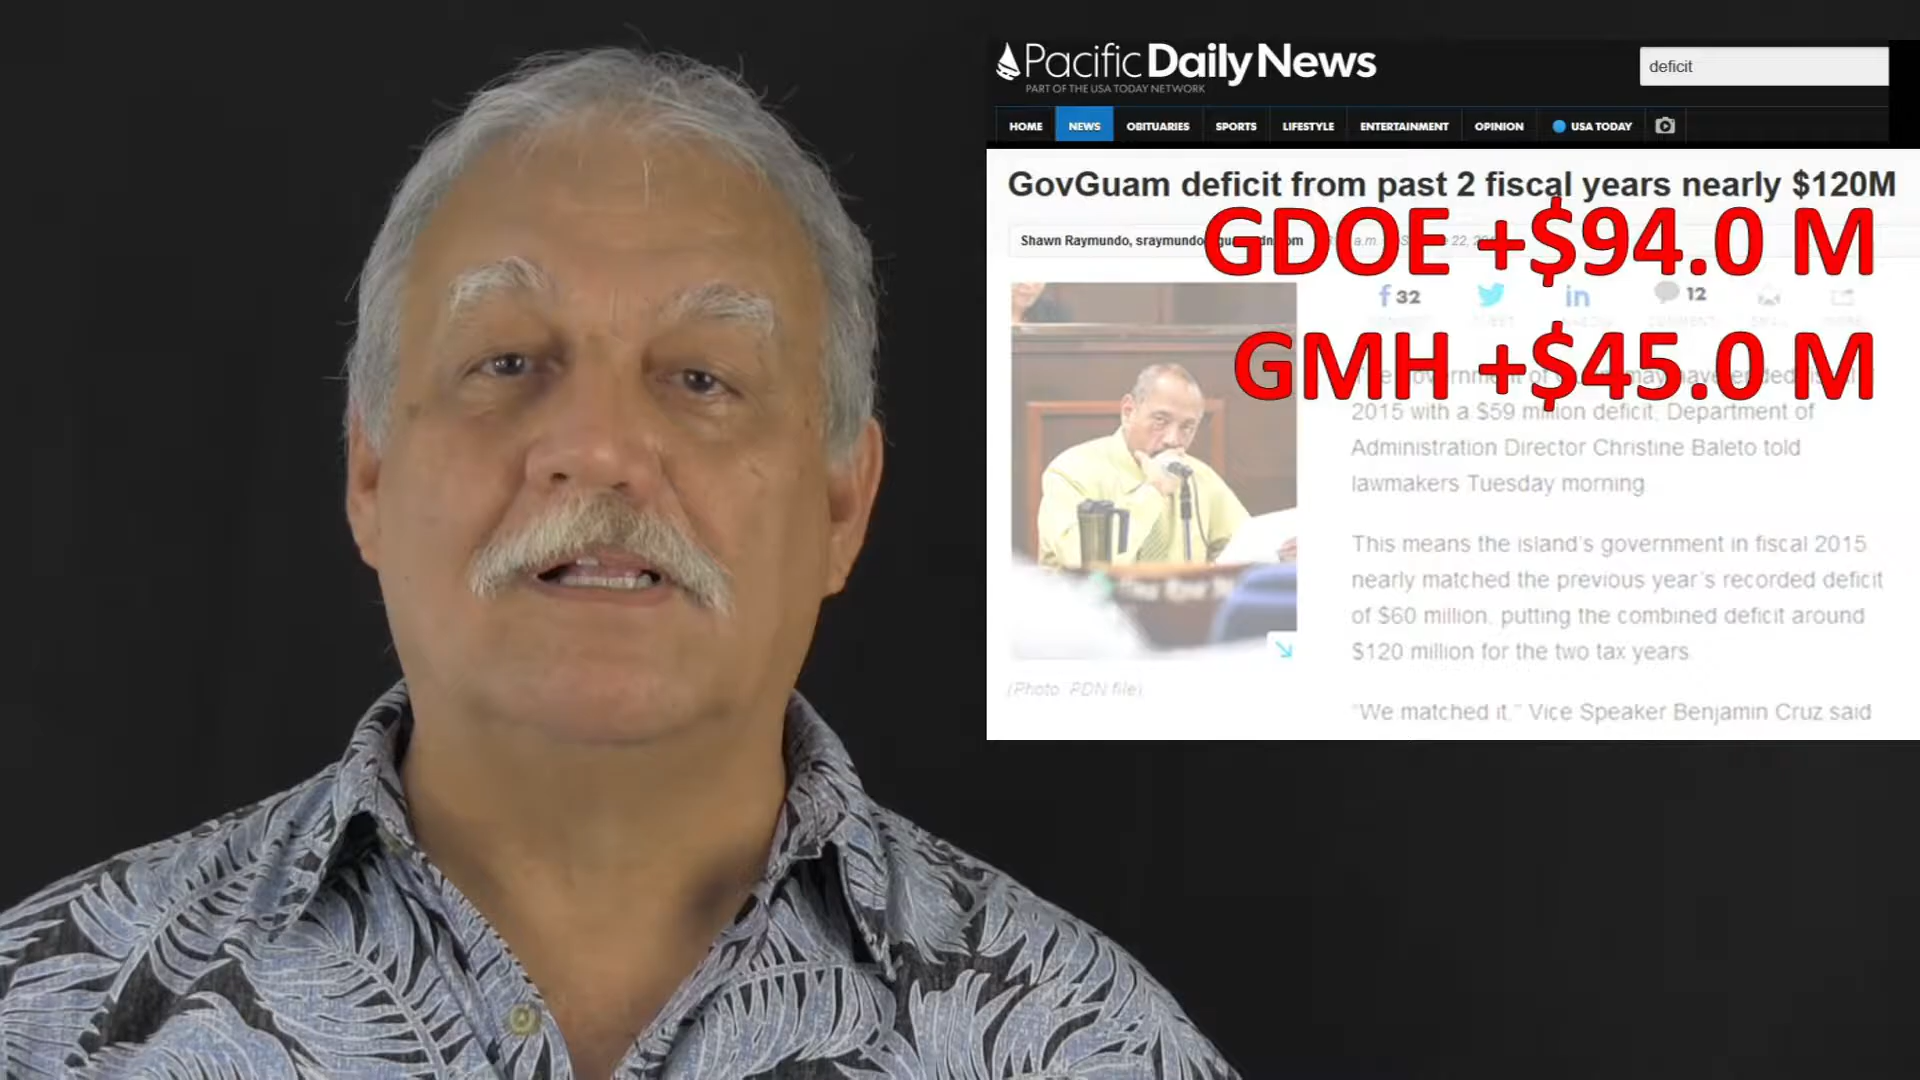 Pacific Daily News
PART OF THE USA TODAY NETWORK
deficit
HOME NEWS OBITUARIES SPORTS LIFESTYLE ENTERTAINMENT OPINION USA TODAY
GovGuam deficit from past 2 fiscal years nearly $120M
GDOE +$94.0 M
Shawn Raymundo,
32
12
GMH +$45.0 M
2015 with a $59 million deficit, Department of
Administration Director Christine Baleto told
lawmakers Tuesday morning.
This means the island's government in fiscal 2015
nearly matched the previous year's recorded deficit
of $60 million, putting the combined deficit around
$120 million for the two tax years.
(Photo: PDN file)
"We matched it," Vice Speaker Benjamin Cruz said